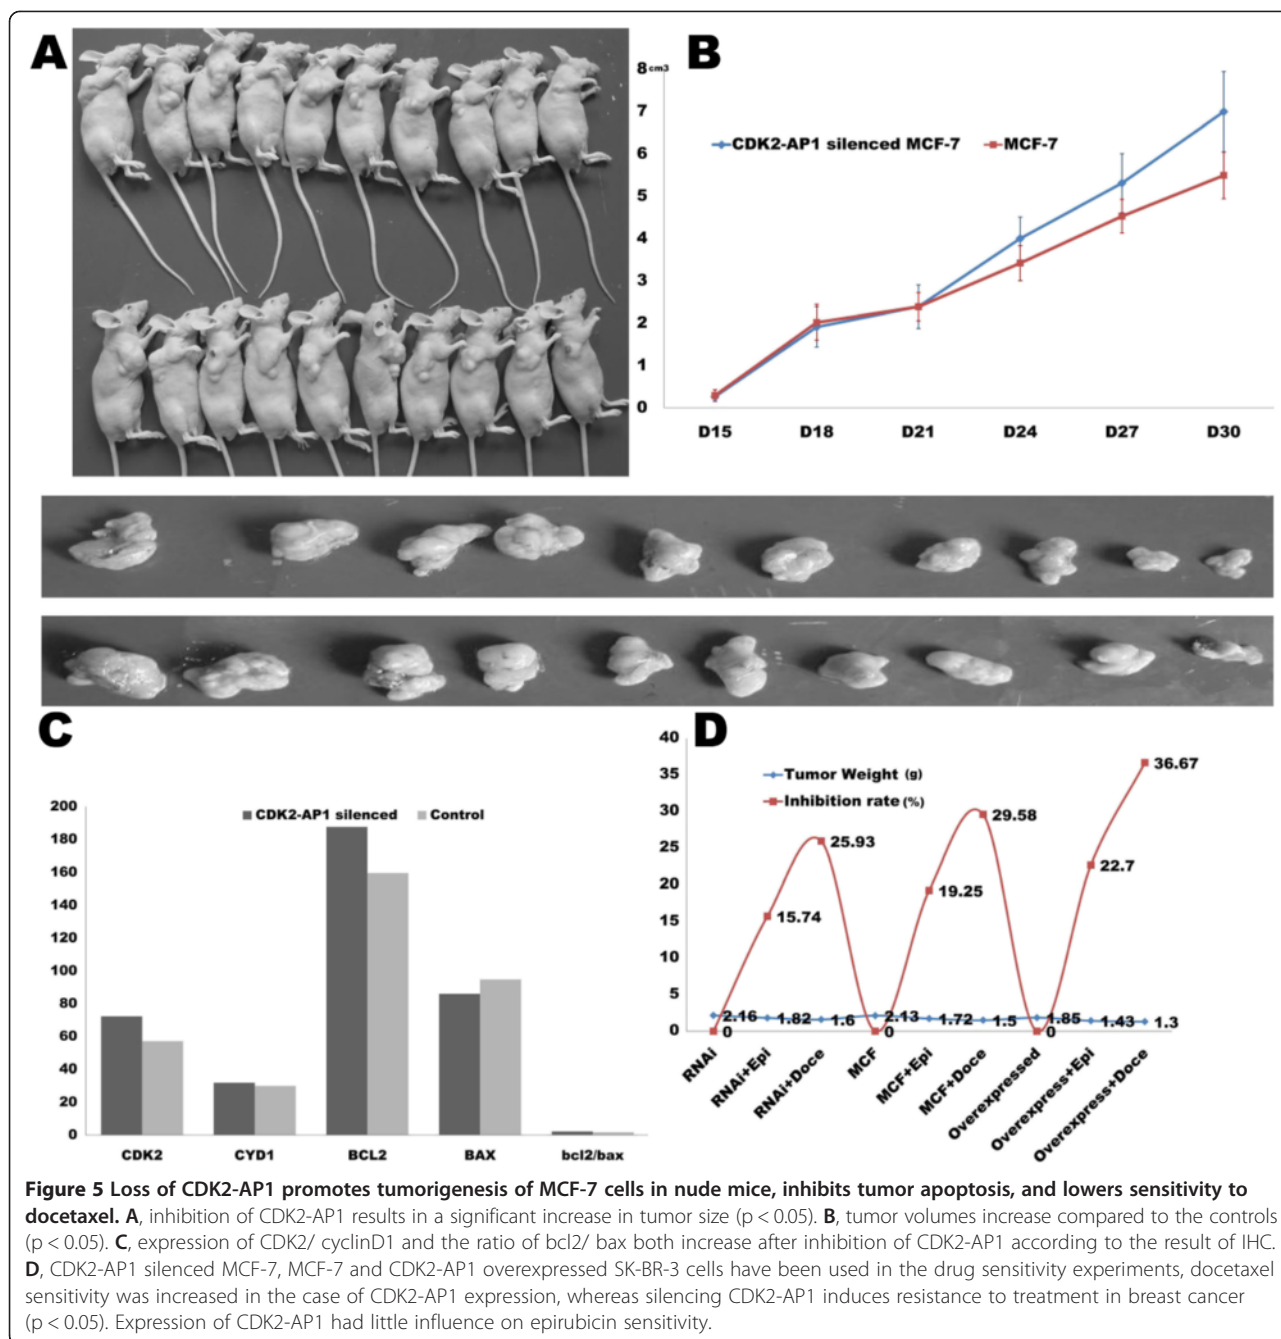 A
B
8 cm3
7
6
5
4
3
2
1
0
CDK2-AP1 silenced MCF-7
MCF-7
D15 D18 D21 D24 D27 D30
C
200
180
160
140
120
100
80
60
40
20
0
CDK2-AP1 silenced Control
CDK2 CYD1 BCL2 BAX bcl2/bax
D
40
35
30
25
20
15
10
5
0
Tumor Weight (g)
Inhibition rate (%)
36.67
29.58
25.93
22.7
19.25
15.74
2.16 1.82 1.6 2.13 1.72 1.5 1.85 1.43 1.3
0 0 0
RNAi RNAi+Epi RNAi+Doce MCF MCF+Epi MCF+Doce Overexpressed Overexpress+Epi Overexpress+Doce
Figure 5 Loss of CDK2-AP1 promotes tumorigenesis of MCF-7 cells in nude mice, inhibits tumor apoptosis, and lowers sensitivity to
docetaxel. A, inhibition of CDK2-AP1 results in a significant increase in tumor size (p < 0.05). B, tumor volumes increase compared to the controls
(p < 0.05). C, expression of CDK2/ cyclinD1 and the ratio of bcl2/ bax both increase after inhibition of CDK2-AP1 according to the result of IHC.
D, CDK2-AP1 silenced MCF-7, MCF-7 and CDK2-AP1 overexpressed SK-BR-3 cells have been used in the drug sensitivity experiments, docetaxel
sensitivity was increased in the case of CDK2-AP1 expression, whereas silencing CDK2-AP1 induces resistance to treatment in breast cancer
(p < 0.05). Expression of CDK2-AP1 had little influence on epirubicin sensitivity.